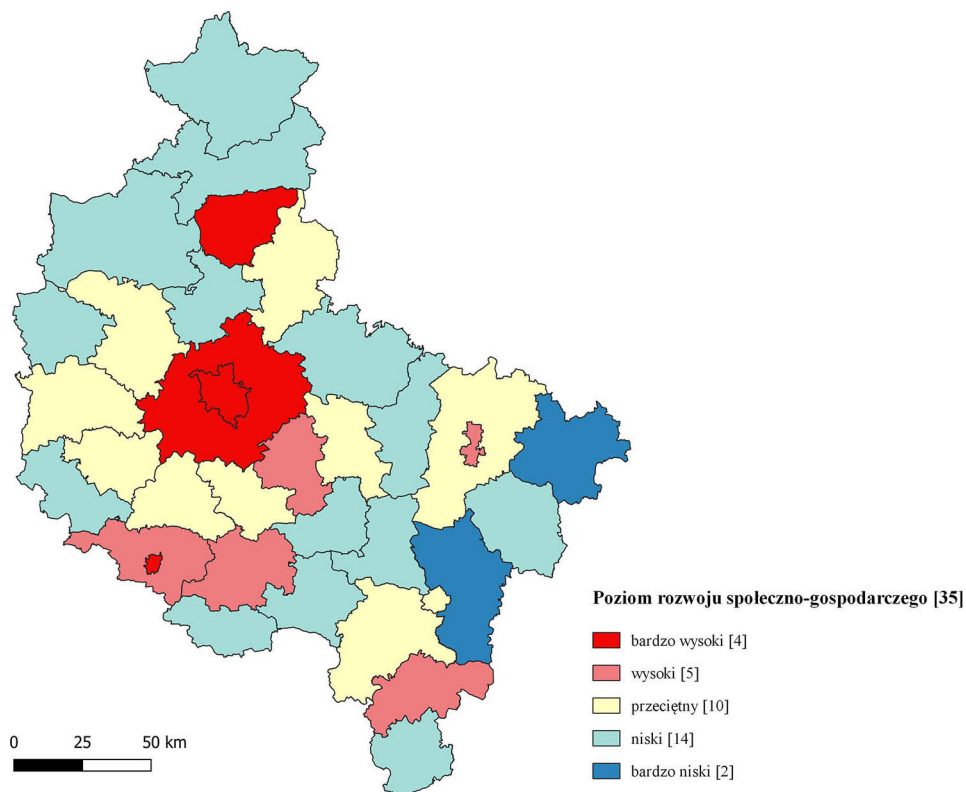 Poziom rozwoju społeczno-gospodarczego [35]
bardzo wysoki [4]
wysoki [5]
przeciętny [10]
niski [14]
bardzo niski [2]
0 25 50 km